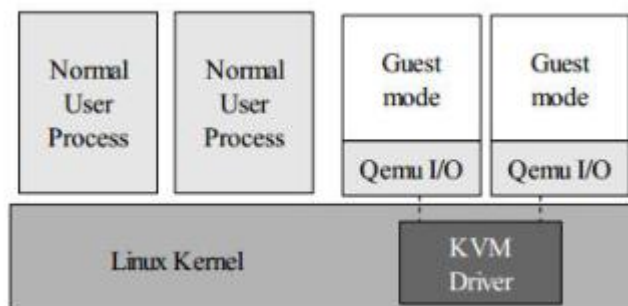 Normal
User
Process
Normal
User
Process
Guest
mode
Qemu I/O
Guest
mode
Qemu I/O
Linux Kernel
KVM
Driver